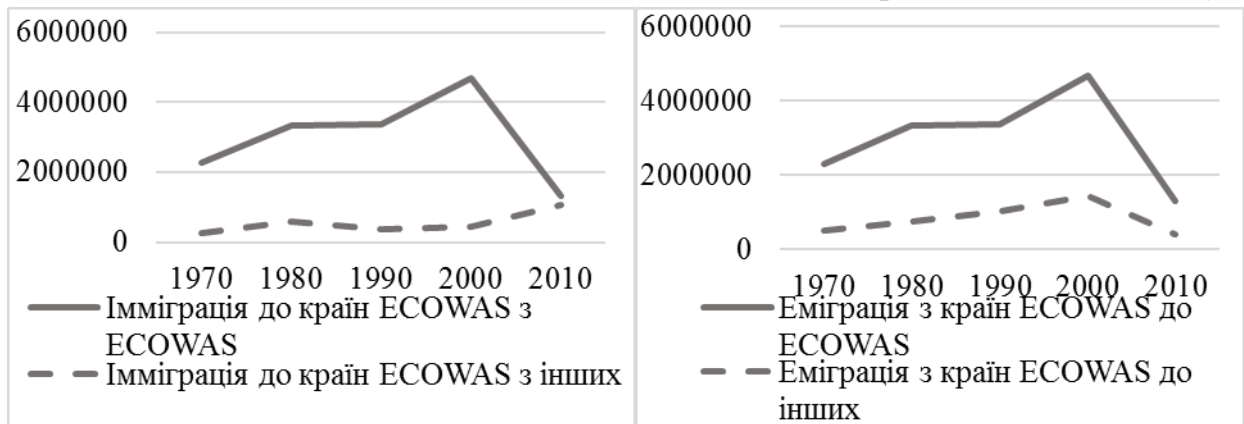 6000000
4000000
2000000
0
1970 1980 1990 2000 2010
Імміграція до країн ECOWAS з
ECOWAS
Імміграція до країн ECOWAS з інших
6000000
4000000
2000000
0
1970 1980 1990 2000 2010
Еміграція з країн ECOWAS до
ECOWAS
Еміграція з країн ECOWAS до
інших